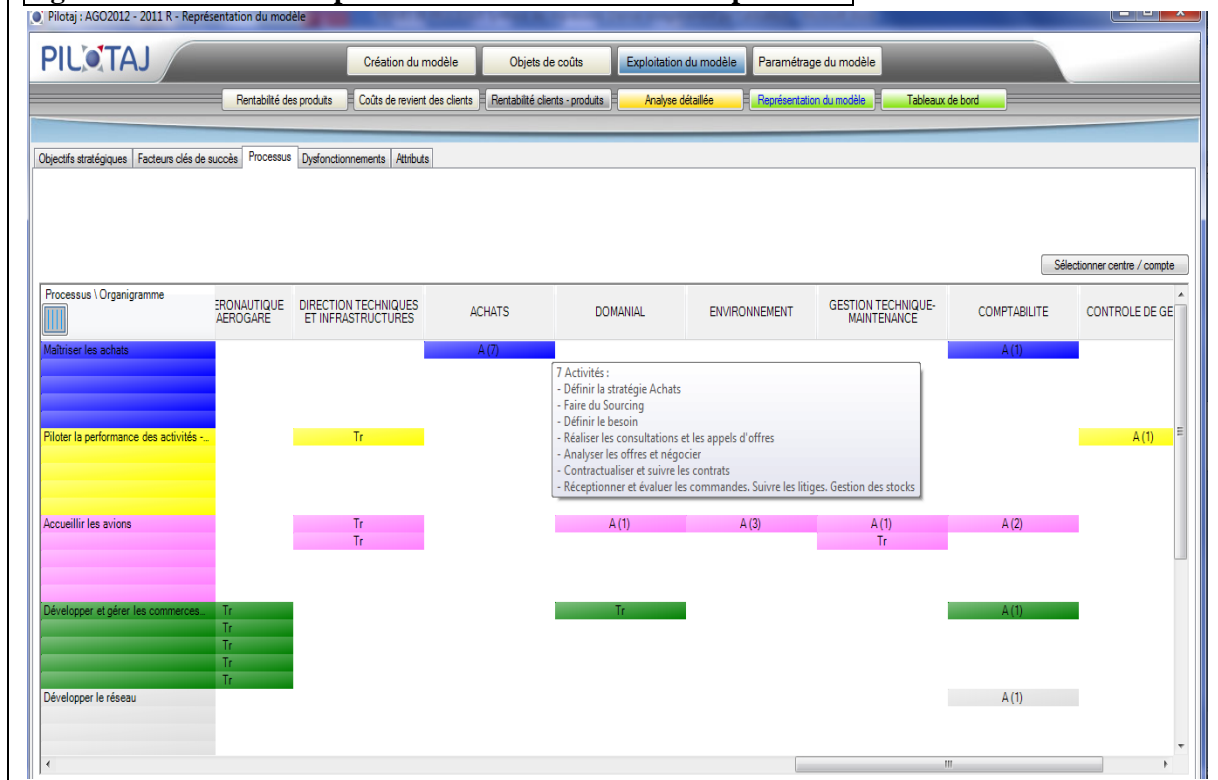 Pilotaj : AGO2012 - 2011 R - Représentation du modèle
PILOTAJ
Création du modèle Objets de coûts Exploitation du modèle Paramétrage du modèle
Rentabilité des produits Coûts de revient des clients Rentabilité clients - produits Analyse détaillée Représentation du modèle Tableaux de bord
Objectifs stratégiques Facteurs clés de succès Processus Dysfonctionnements Attributs
Sélectionner centre / compte
Processus \ Organigramme
ERONAUTIQUE AEROGARE
DIRECTION TECHNIQUES ET INFRASTRUCTURES
ACHATS
DOMANIAL
ENVIRONNEMENT
GESTION TECHNIQUE-MAINTENANCE
COMPTABILITE
CONTROLE DE GE
Maîtriser les achats A (7) A (1)
7 Activités :
- Définir la stratégie Achats
- Faire du Sourcing
- Définir le besoin
- Réaliser les consultations et les appels d'offres
- Analyser les offres et négocier
- Contractualiser et suivre les contrats
- Réceptionner et évaluer les commandes. Suivre les litiges. Gestion des stocks
Piloter la performance des activités -... Tr A (1)
Accueillir les avions Tr A (1) A (3) A (1) A (2)
Tr Tr
Développer et gérer les commerces... Tr Tr A (1)
Tr
Tr
Tr
Tr
Développer le réseau A (1)